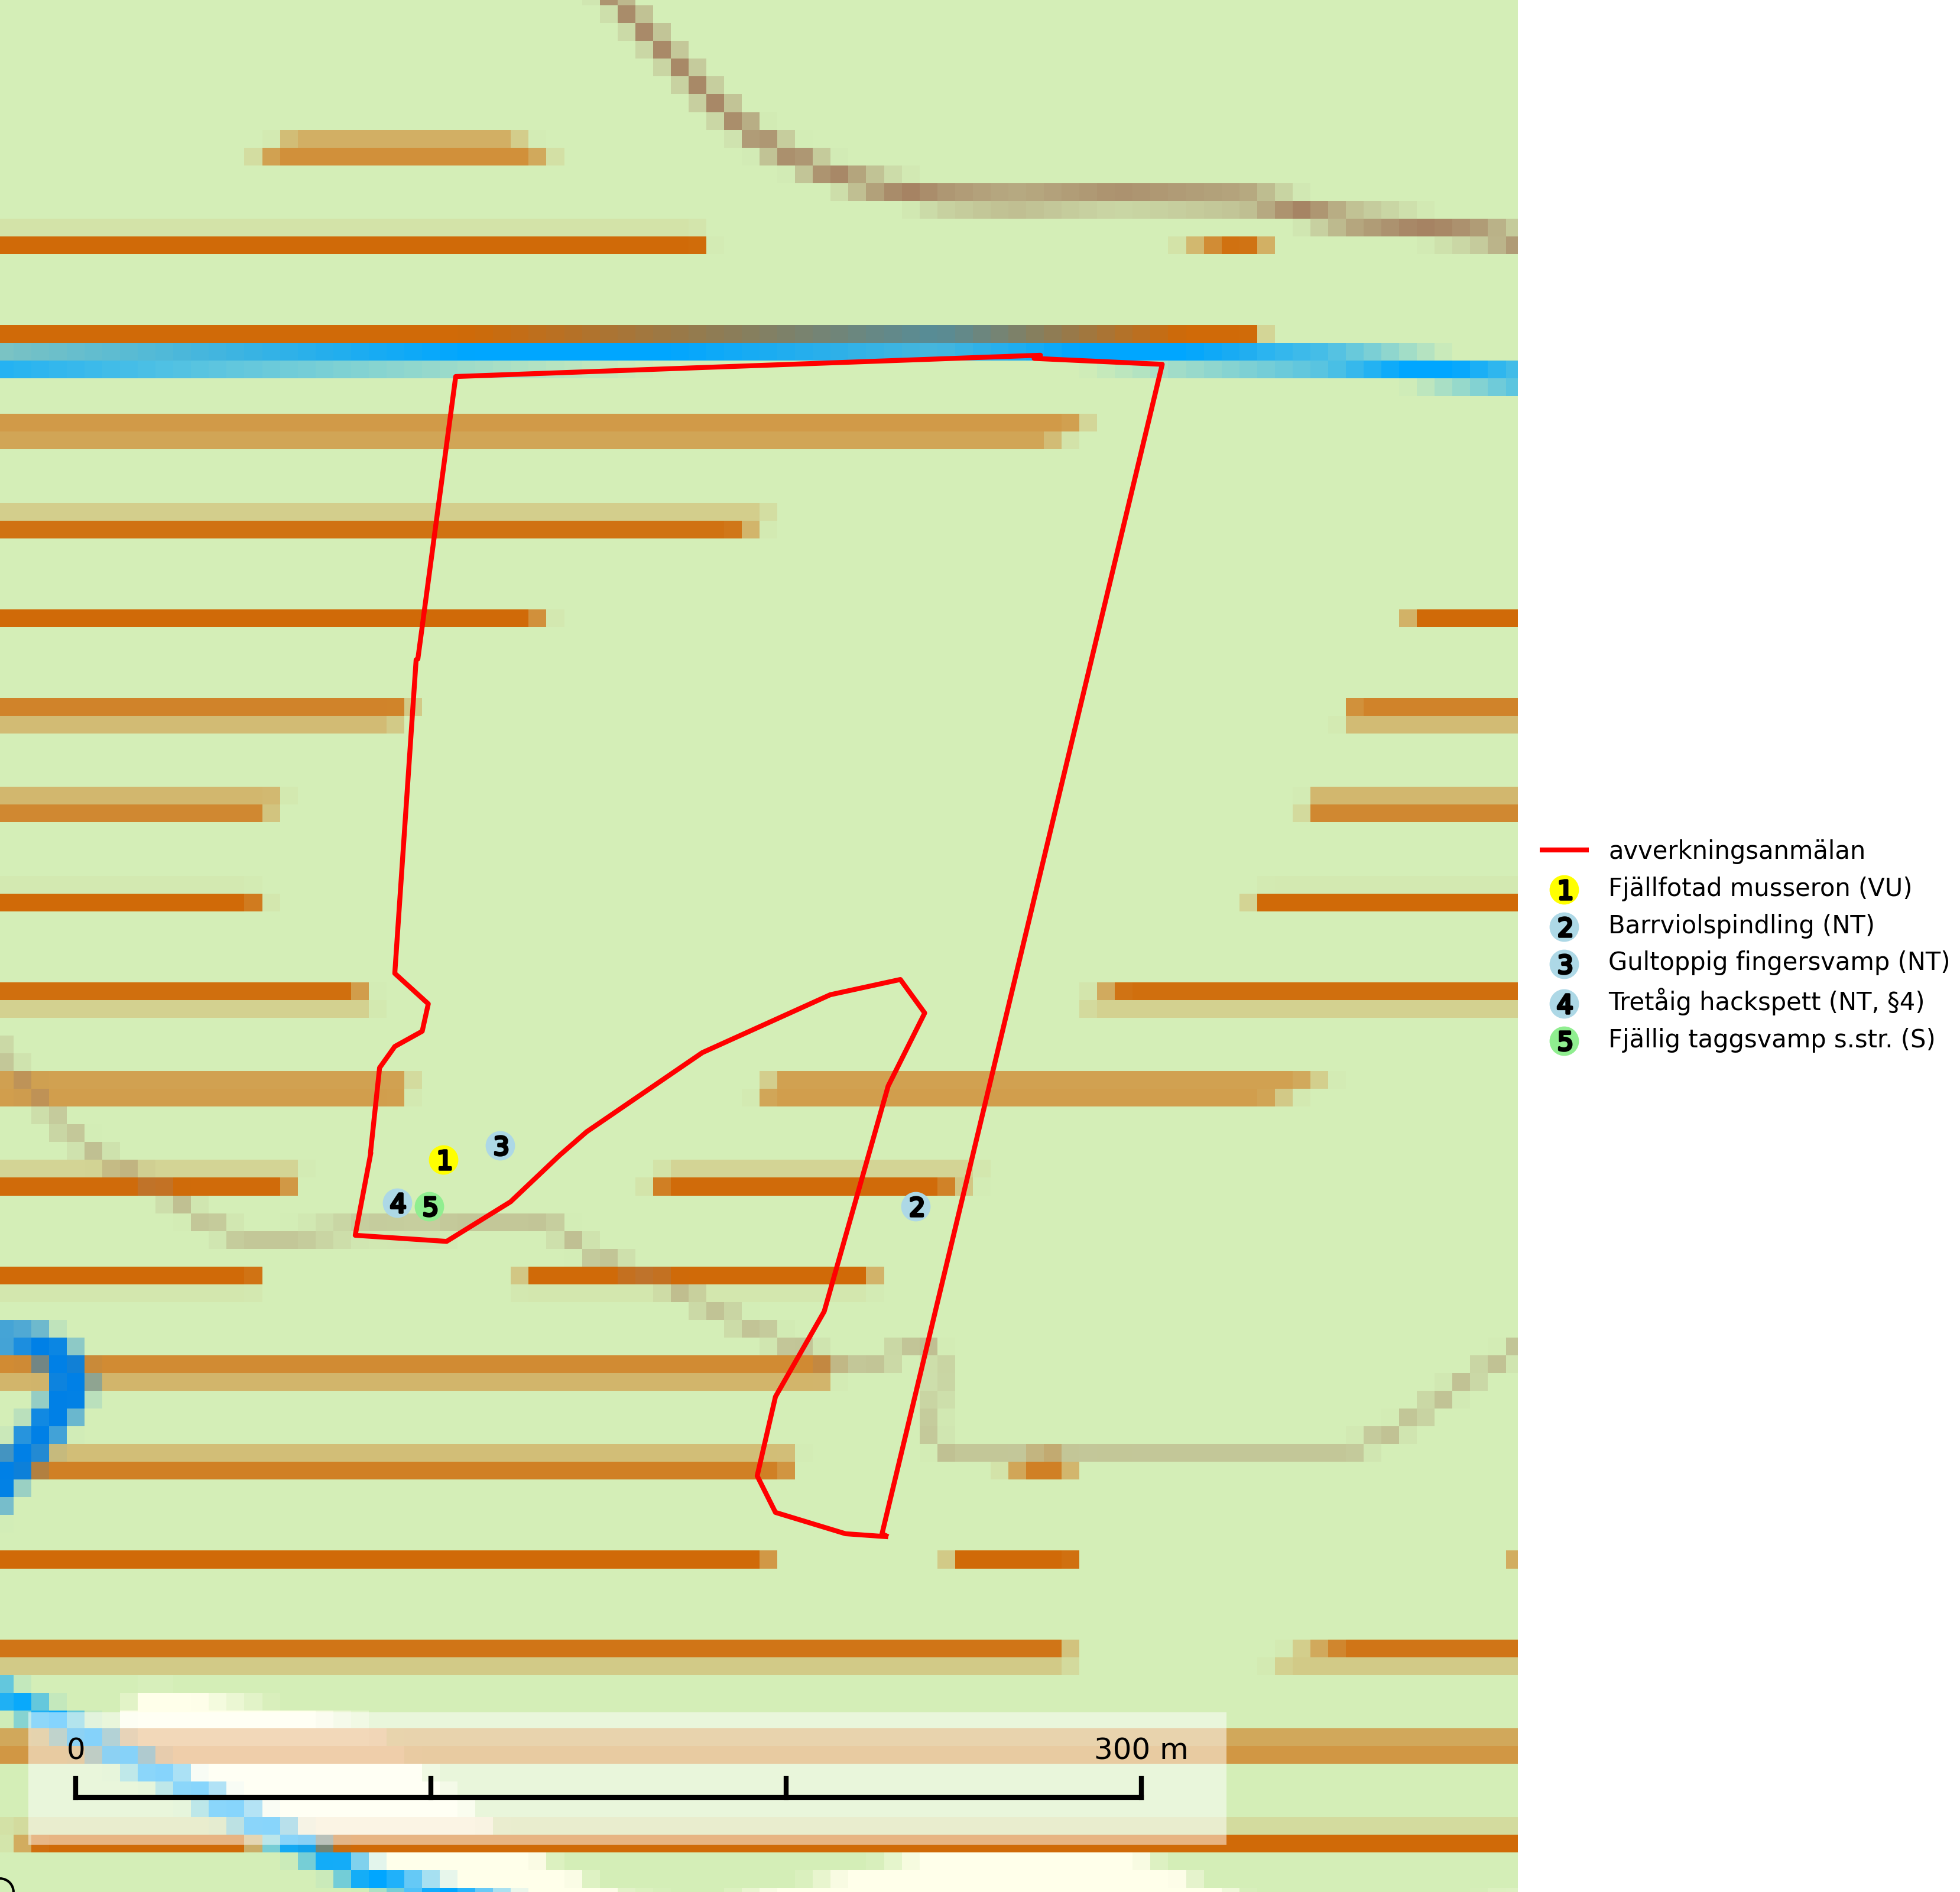 avverkningsanmälan
1 Fjällfotad musseron (VU)
2 Barrviolspindling (NT)
3 Gultoppig fingersvamp (NT)
4 Tretåig hackspett (NT, §4)
5 Fjällig taggsvamp s.str. (S)
3
1
4 5
2
0 300 m